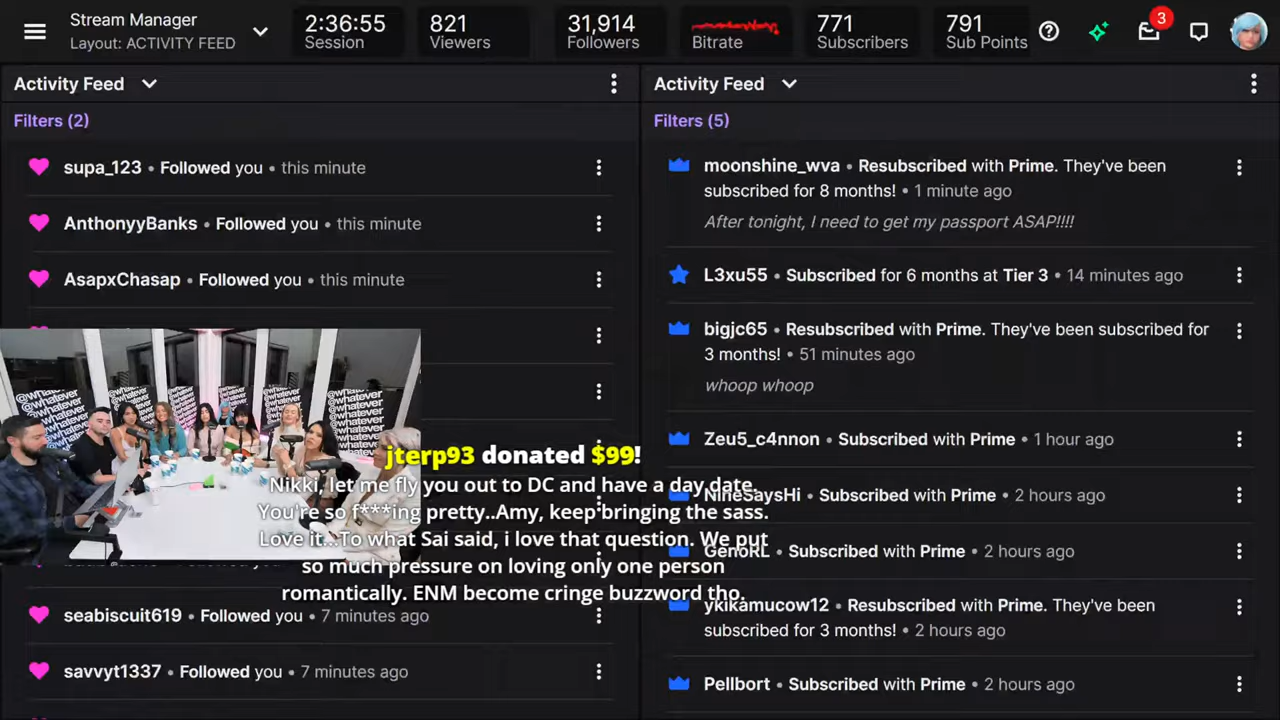 Stream Manager
Layout: ACTIVITY FEED
2:36:55
Session
821
Viewers
31,914
Followers
Bitrate
771
Subscribers
791
Sub Points
3
Activity Feed
Filters (2)
supa_123 • Followed you • this minute
AnthonyyBanks • Followed you • this minute
AsapxChasap • Followed you • this minute
@whatever
@whatever
@whatever
@whatever
jterp93 donated $99!
Nikki, let me fly you out to DC and have a day date.
You're so f***ing pretty..Amy, keep bringing the sass.
Love it...To what Sai said, i love that question. We put
so much pressure on loving only one person
romantically. ENM become cringe buzzword tho.
seabiscuit619 • Followed you • 7 minutes ago
savvyt1337 • Followed you • 7 minutes ago
Activity Feed
Filters (5)
moonshine_wva • Resubscribed with Prime. They've been
subscribed for 8 months! • 1 minute ago
After tonight, I need to get my passport ASAP!!!!
L3xu55 • Subscribed for 6 months at Tier 3 • 14 minutes ago
bigjc65 • Resubscribed with Prime. They've been subscribed for
3 months! • 51 minutes ago
whoop whoop
Zeu5_c4nnon • Subscribed with Prime • 1 hour ago
NineSaysHi • Subscribed with Prime • 2 hours ago
GenoRL • Subscribed with Prime • 2 hours ago
ykikamucow12 • Resubscribed with Prime. They've been
subscribed for 3 months! • 2 hours ago
Pellbort • Subscribed with Prime • 2 hours ago